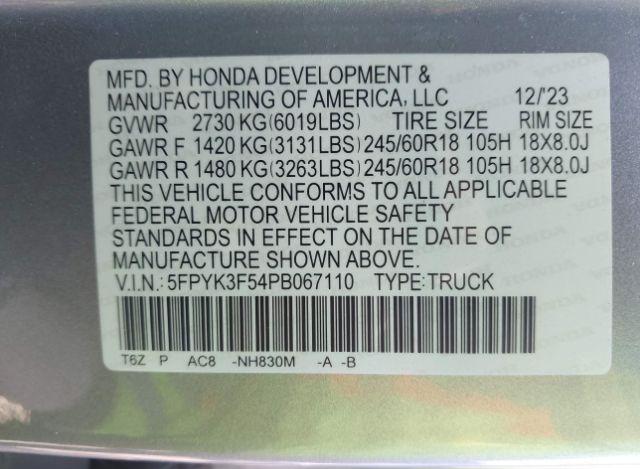 MFD. BY HONDA DEVELOPMENT &
MANUFACTURING OF AMERICA, LLC 12/'23
GVWR 2730 KG(6019LBS) TIRE SIZE RIM SIZE
GAWR F 1420 KG(3131LBS) 245/60R18 105H 18X8.0J
GAWR R 1480 KG(3263LBS) 245/60R18 105H 18X8.0J
THIS VEHICLE CONFORMS TO ALL APPLICABLE
FEDERAL MOTOR VEHICLE SAFETY
STANDARDS IN EFFECT ON THE DATE OF
MANUFACTURE SHOWN ABOVE.
V.I.N.: 5FPYK3F54PB067110 TYPE: TRUCK
T6Z P AC8 -NH830M -A -B